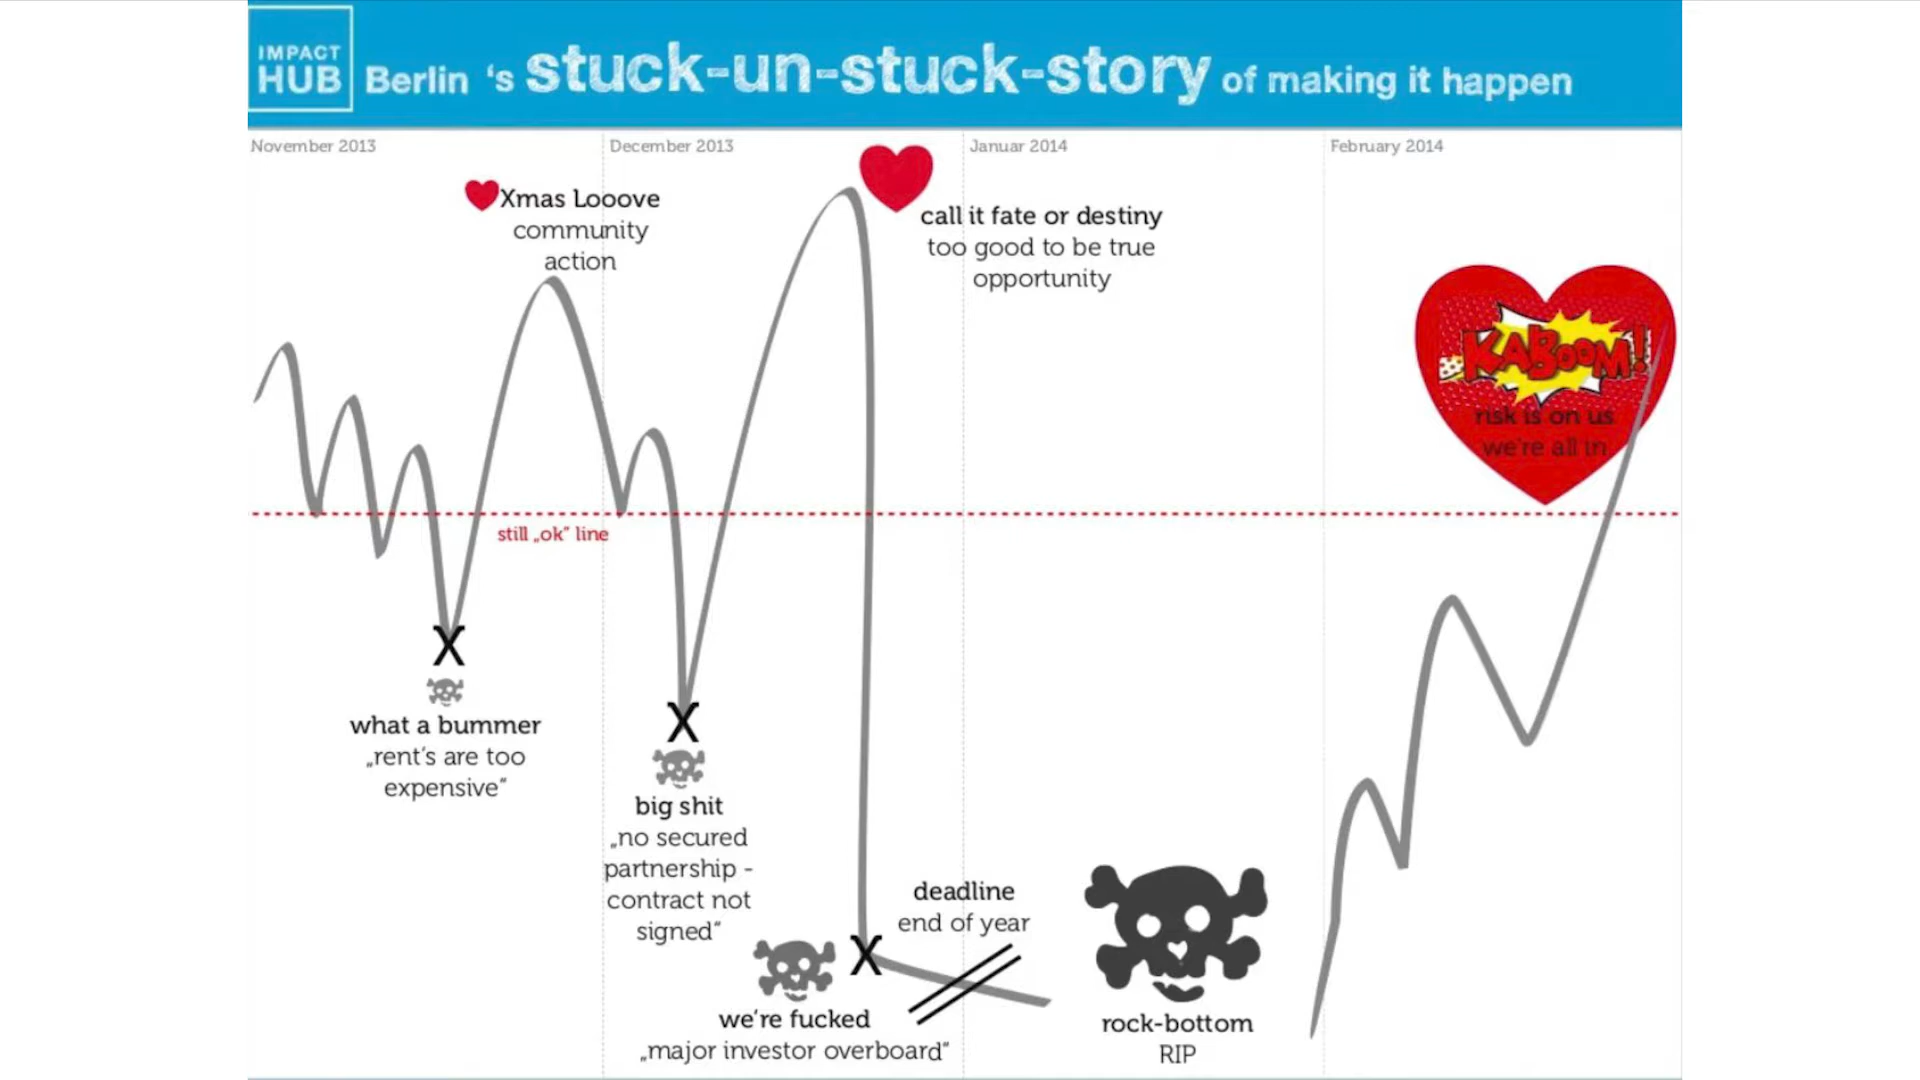 IMPACT
HUB Berlin 's stuck-un-stuck-story of making it happen
November 2013
December 2013
Januar 2014
February 2014
Xmas Looove
community
action
call it fate or destiny
too good to be true
opportunity
KABOOM!
risk is on us
we're all in
still „ok“ line
X
what a bummer
„rent's are too
expensive“
X
big shit
„no secured
partnership -
contract not
signed“
X
we're fucked
„major investor overboard“
deadline
end of year
rock-bottom
RIP